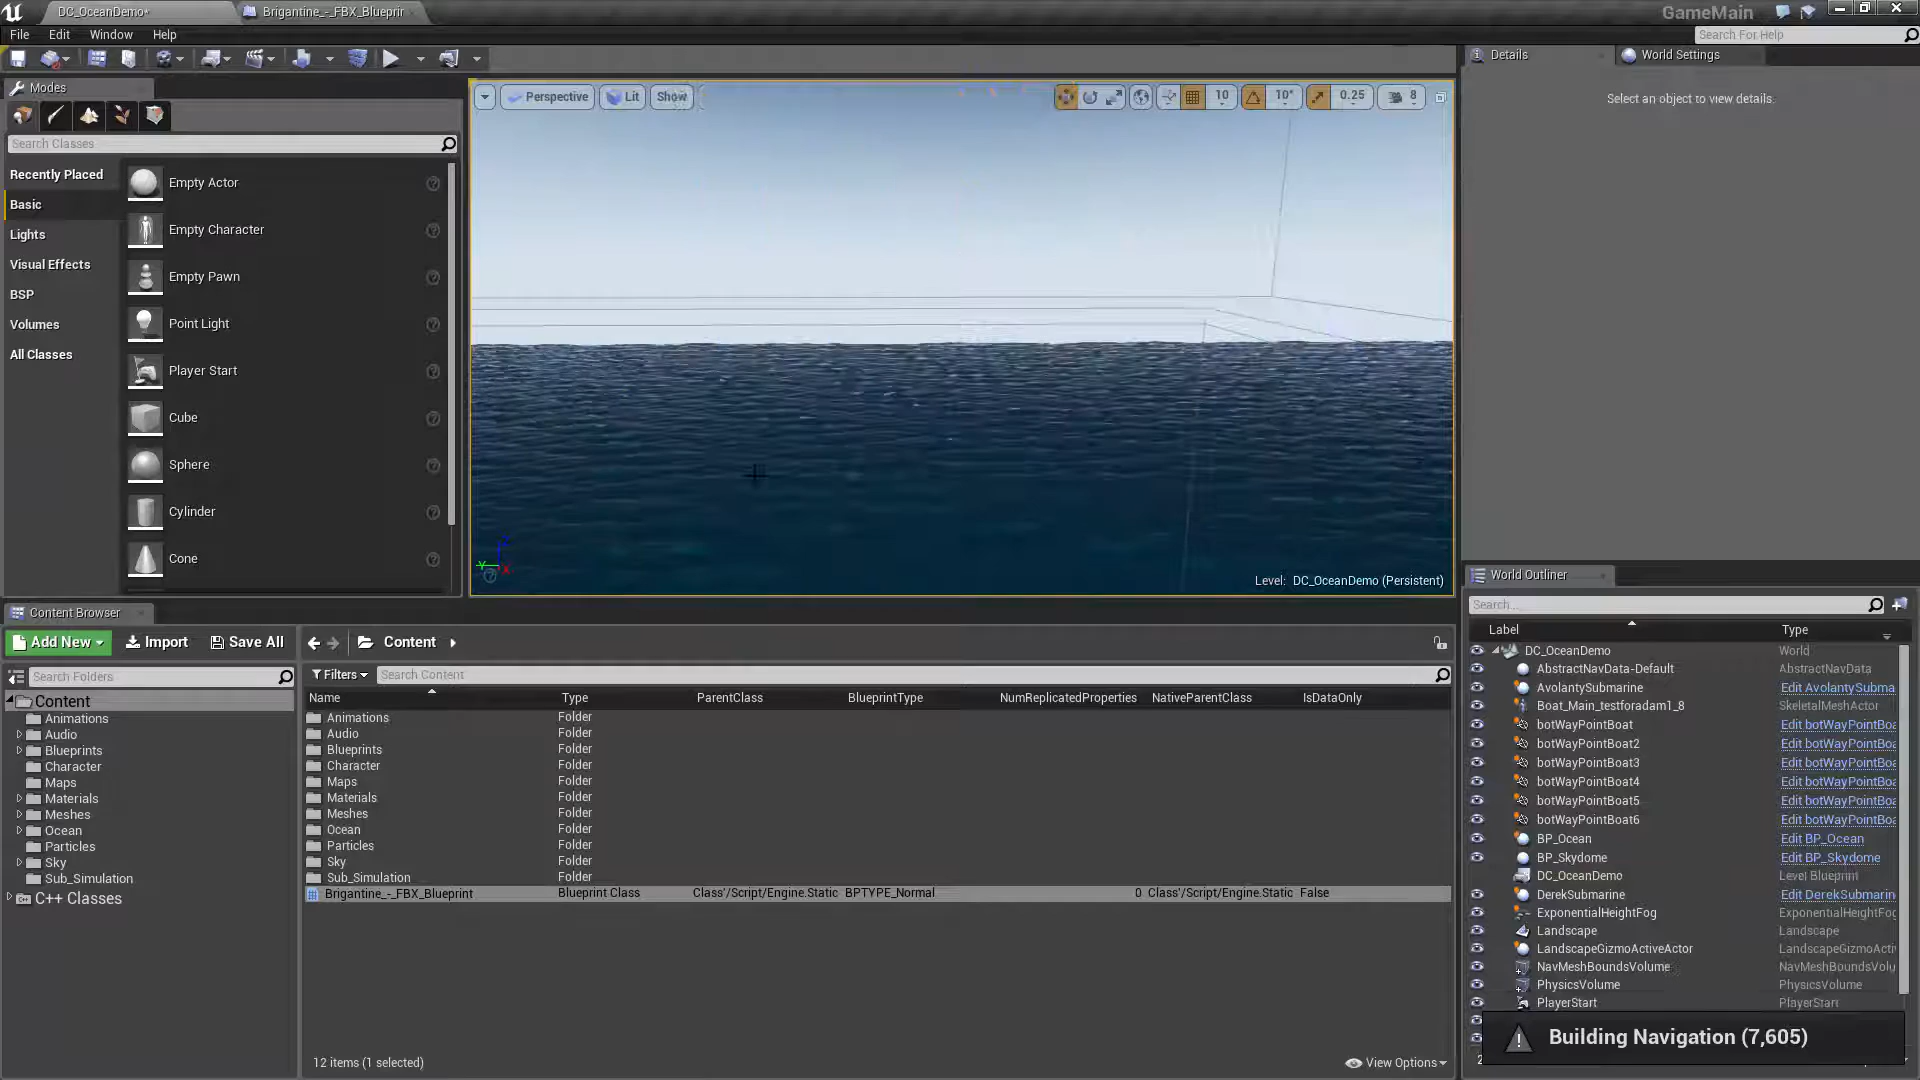 DC_OceanDemo*
Brigantine_-_FBX_Blueprir
GameMain
File Edit Window Help
Search For Help
Modes
Search Classes
Recently Placed
Basic
Lights
Visual Effects
BSP
Volumes
All Classes
Empty Actor
Empty Character
Empty Pawn
Point Light
Player Start
Cube
Sphere
Cylinder
Cone
Perspective Lit Show
10 10° 0.25 8
Level: DC_OceanDemo (Persistent)
Details
World Settings
Select an object to view details.
Content Browser
Add New Import Save All
Content
Search Folders
Content
Animations
Audio
Blueprints
Character
Maps
Materials
Meshes
Ocean
Particles
Sky
Sub_Simulation
C++ Classes
Filters Search Content
Name Type ParentClass BlueprintType NumReplicatedProperties NativeParentClass IsDataOnly
Animations Folder
Audio Folder
Blueprints Folder
Character Folder
Maps Folder
Materials Folder
Meshes Folder
Ocean Folder
Particles Folder
Sky Folder
Sub_Simulation Folder
Brigantine_-_FBX_Blueprint Blueprint Class Class'/Script/Engine.Static BPTYPE_Normal 0 Class'/Script/Engine.Static False
12 items (1 selected)
View Options
World Outliner
Search...
Label Type
DC_OceanDemo World
AbstractNavData-Default AbstractNavData
AvolantySubmarine Edit AvolantySubma
Boat_Main_testforadam1_8 SkeletalMeshActor
botWayPointBoat Edit botWayPointBoa
botWayPointBoat2 Edit botWayPointBoa
botWayPointBoat3 Edit botWayPointBoa
botWayPointBoat4 Edit botWayPointBoa
botWayPointBoat5 Edit botWayPointBoa
botWayPointBoat6 Edit botWayPointBoa
BP_Ocean Edit BP_Ocean
BP_Skydome Edit BP_Skydome
DC_OceanDemo Level Blueprint
DerekSubmarine Edit DerekSubmarin
ExponentialHeightFog ExponentialHeightFog
Landscape Landscape
LandscapeGizmoActiveActor LandscapeGizmoActi
NavMeshBoundsVolume NavMeshBoundsVolu
PhysicsVolume PhysicsVolume
PlayerStart PlayerStart
Building Navigation (7,605)